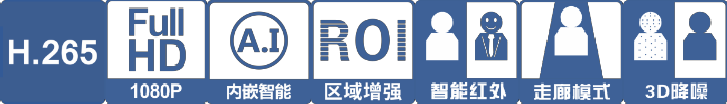 H.265
Full
HD
1080P
A.I
内嵌智能
ROI
区域增强
智能红外
走廊模式
3D降噪